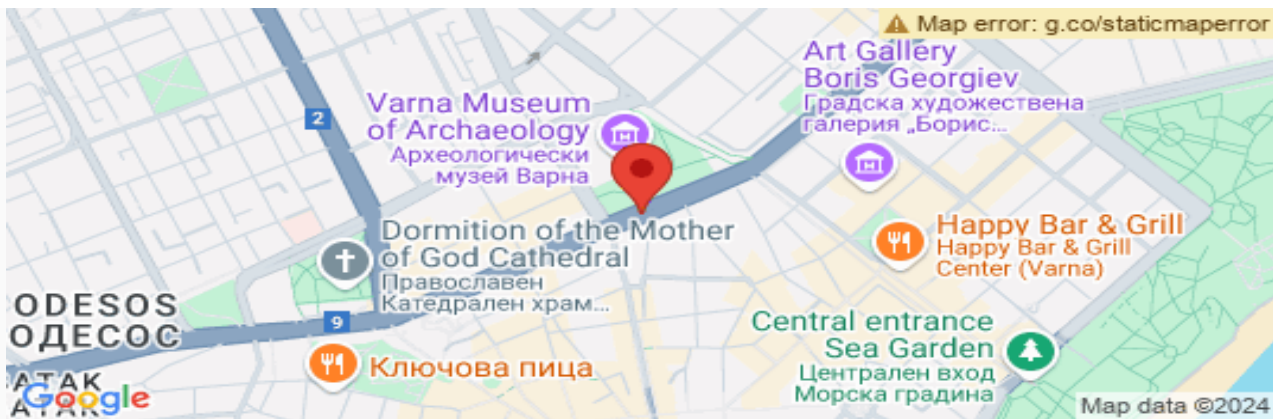 Map error: g.co/staticmaperror
Art Gallery
Boris Georgiev
Градска художествена
галерия „Борис...
2
Varna Museum
of Archaeology
Археологически
музей Варна
Dormition of the Mother
of God Cathedral
Православен
Катедрален храм...
Happy Bar & Grill
Happy Bar & Grill
Center (Varna)
ODESOS
ОДЕСОС
9
Central entrance
Sea Garden
Централен вход
Морска градина
Ключова пица
АТАК
Google
Map data ©2024